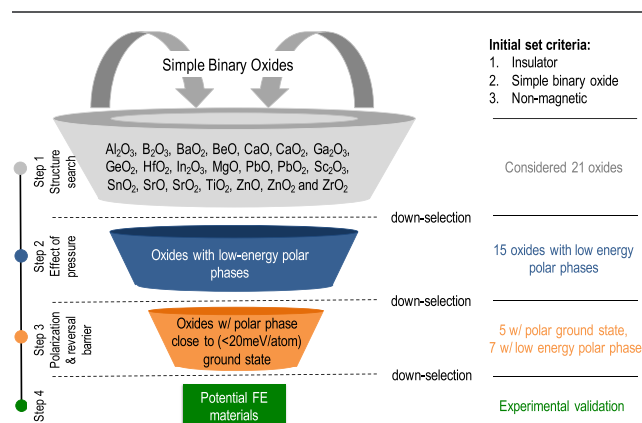 Simple Binary Oxides
Initial set criteria:
1. Insulator
2. Simple binary oxide
3. Non-magnetic
Step 1
Structure
search
Al₂O₃, B₂O₃, BaO₂, BeO, CaO, CaO₂, Ga₂O₃,
GeO₂, HfO₂, In₂O₃, MgO, PbO, PbO₂, Sc₂O₃,
SnO₂, SrO, SrO₂, TiO₂, ZnO, ZnO₂ and ZrO₂
Considered 21 oxides
down-selection
Step 2
Effect of
pressure
Oxides with low-energy polar
phases
15 oxides with low energy
polar phases
down-selection
Step 3
Polarization
& reversal
barrier
Oxides w/ polar phase
close to (<20meV/atom)
ground state
5 w/ polar ground state,
7 w/ low energy polar phase
down-selection
Step 4
Potential FE
materials
Experimental validation